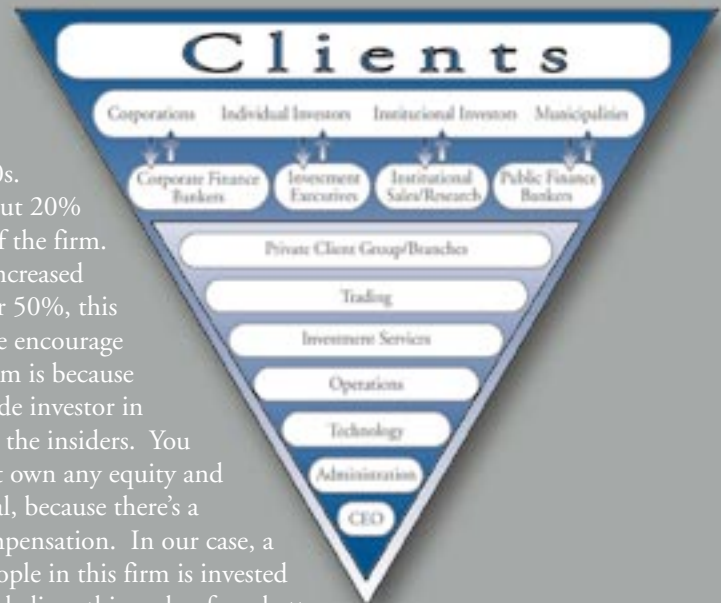 Clients
Corporations Individual Investors Institutional Investors Municipalities
Corporate Finance Bankers
Investment Executives
Institutional Sales/Research
Public Finance Bankers
Private Client Group/Branches
Trading
Investment Services
Operations
Technology
Administration
CEO
0s.
ut 20%
f the firm.
ncreased
r 50%, this
e encourage
m is because
de investor in
the insiders. You
t own any equity and
al, because there's a
mpensation. In our case, a
ople in this firm is invested